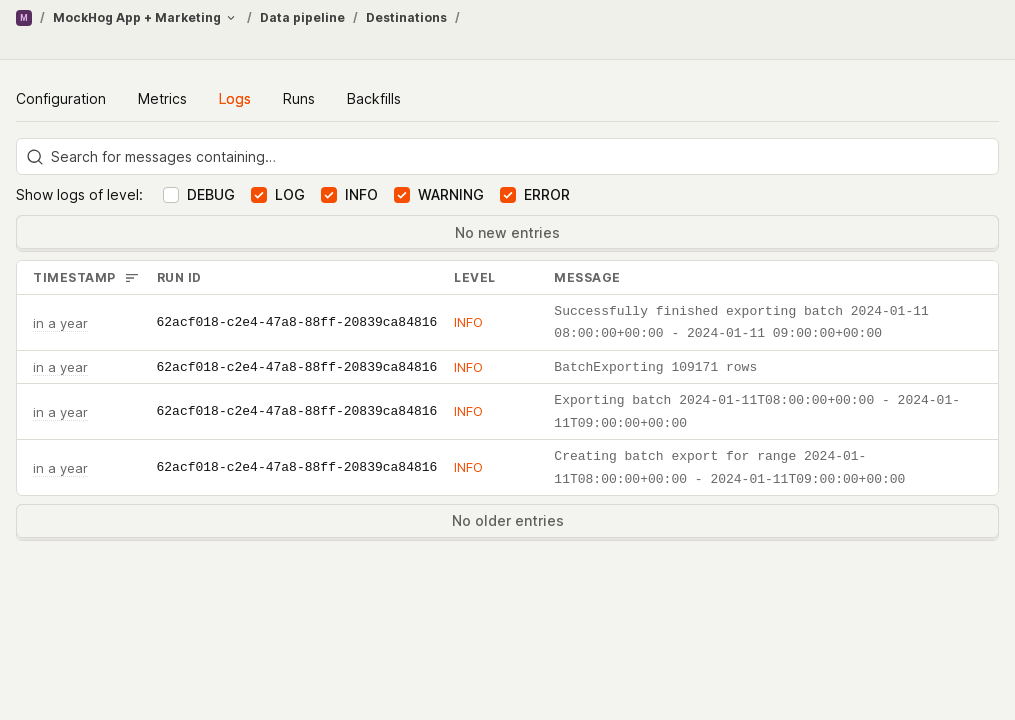 M / MockHog App + Marketing / Data pipeline / Destinations /
Configuration Metrics Logs Runs Backfills
Search for messages containing…
Show logs of level: DEBUG LOG INFO WARNING ERROR
No new entries
TIMESTAMP RUN ID LEVEL MESSAGE
in a year 62acf018-c2e4-47a8-88ff-20839ca84816 INFO Successfully finished exporting batch 2024-01-11
08:00:00+00:00 - 2024-01-11 09:00:00+00:00
in a year 62acf018-c2e4-47a8-88ff-20839ca84816 INFO BatchExporting 109171 rows
in a year 62acf018-c2e4-47a8-88ff-20839ca84816 INFO Exporting batch 2024-01-11T08:00:00+00:00 - 2024-01-
11T09:00:00+00:00
in a year 62acf018-c2e4-47a8-88ff-20839ca84816 INFO Creating batch export for range 2024-01-
11T08:00:00+00:00 - 2024-01-11T09:00:00+00:00
No older entries